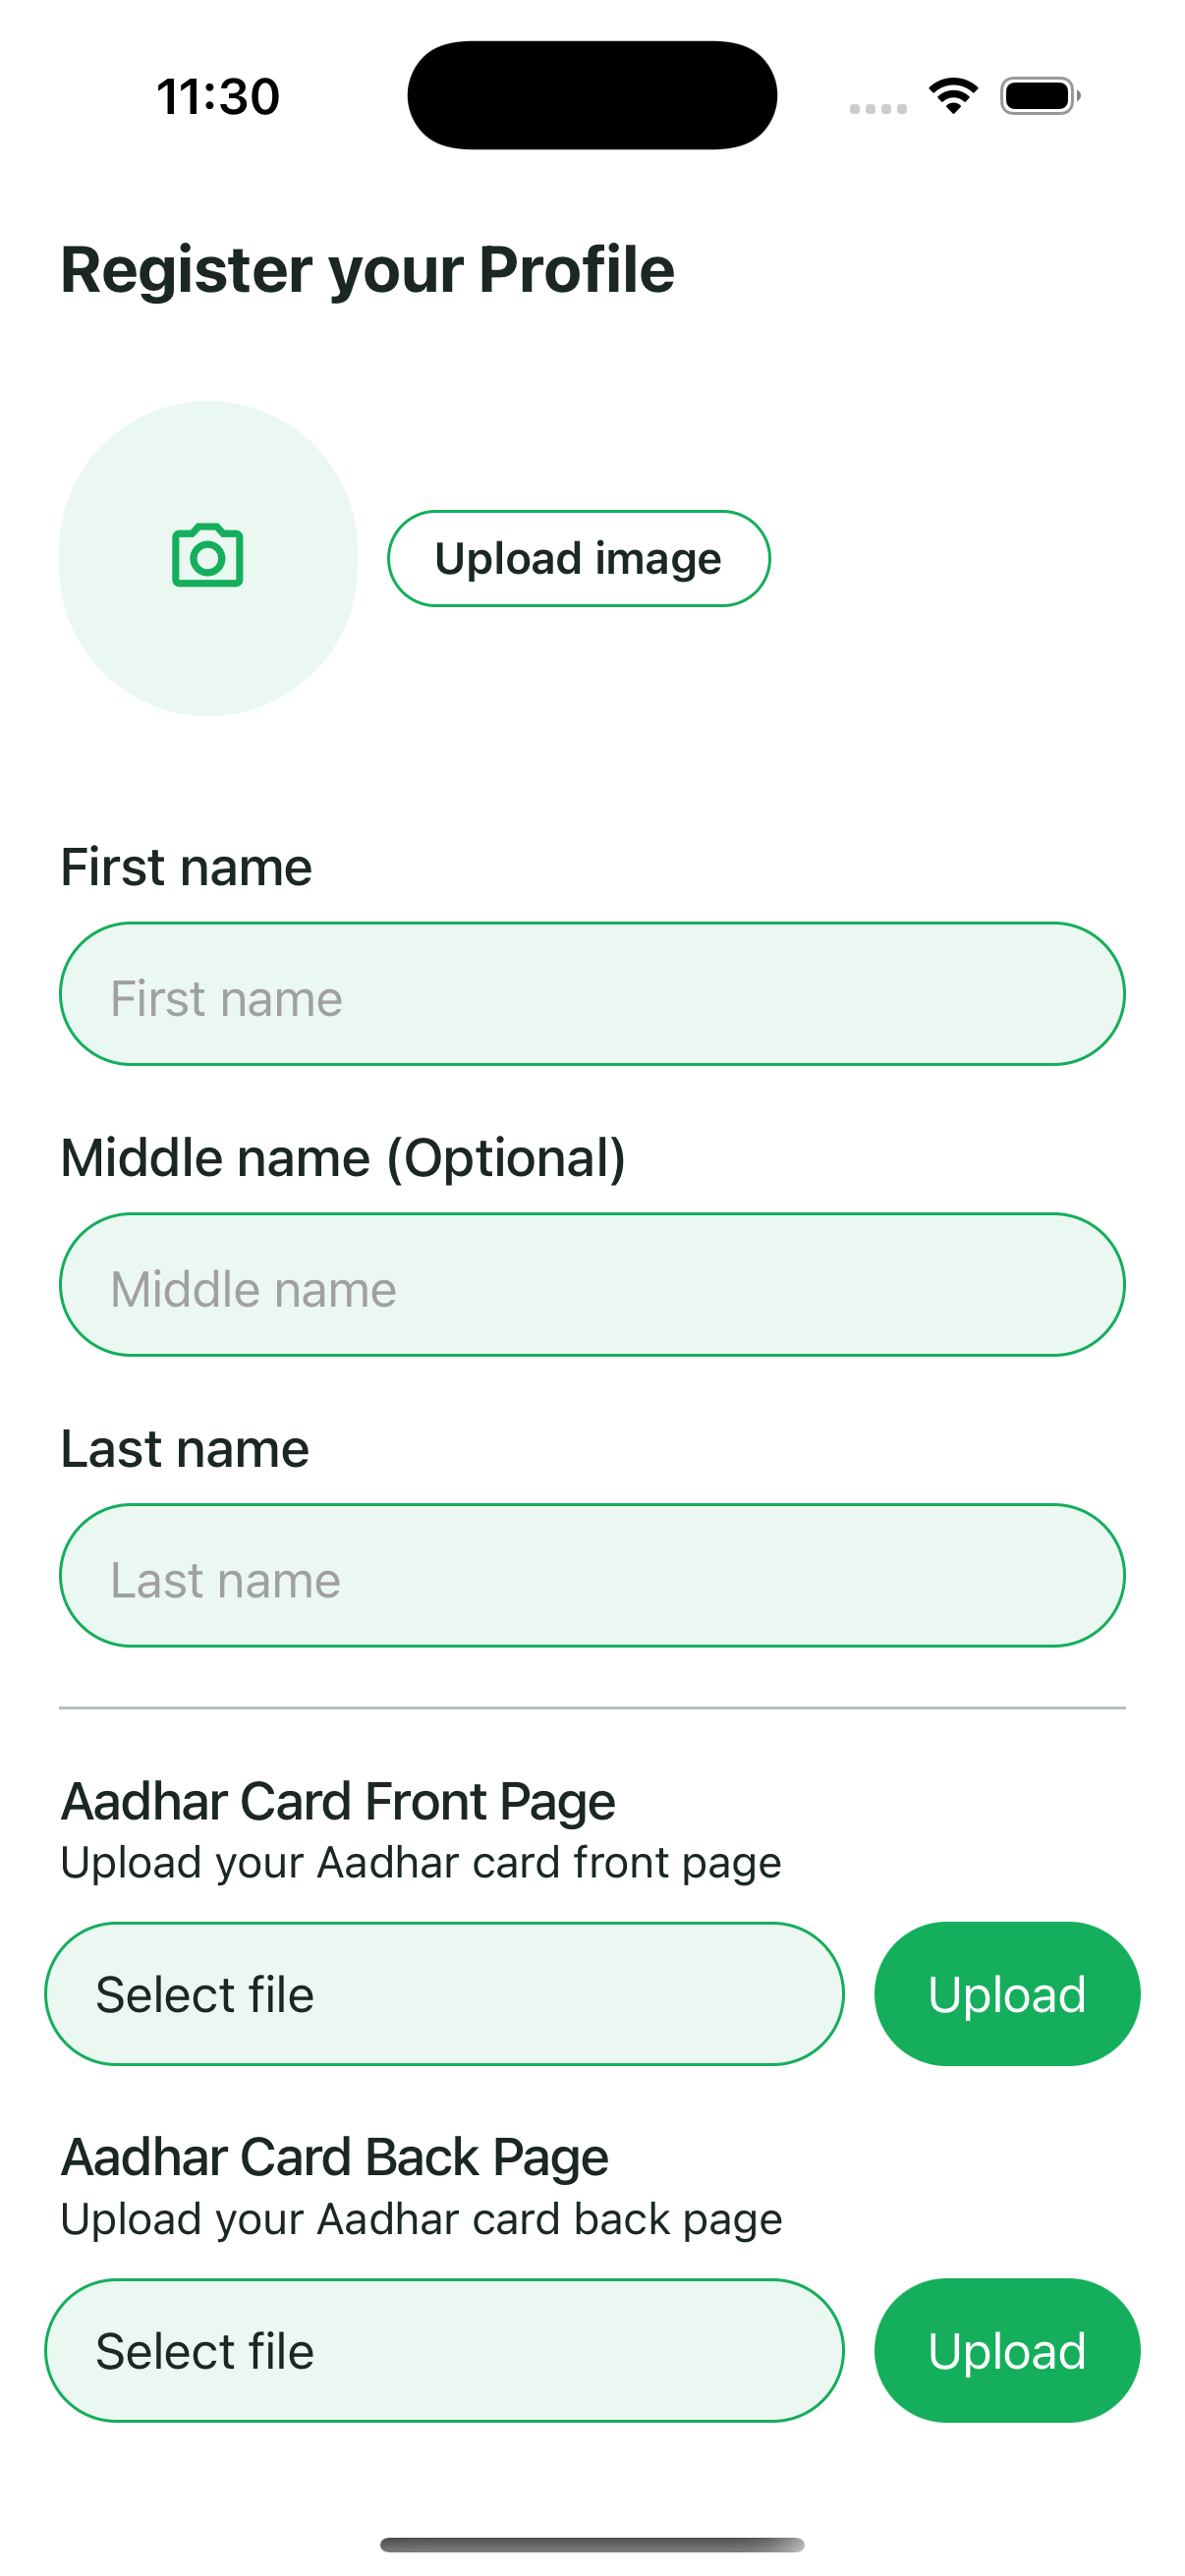 11:30
Register your Profile
Upload image
First name
First name
Middle name (Optional)
Middle name
Last name
Last name
Aadhar Card Front Page
Upload your Aadhar card front page
Select file
Upload
Aadhar Card Back Page
Upload your Aadhar card back page
Select file
Upload